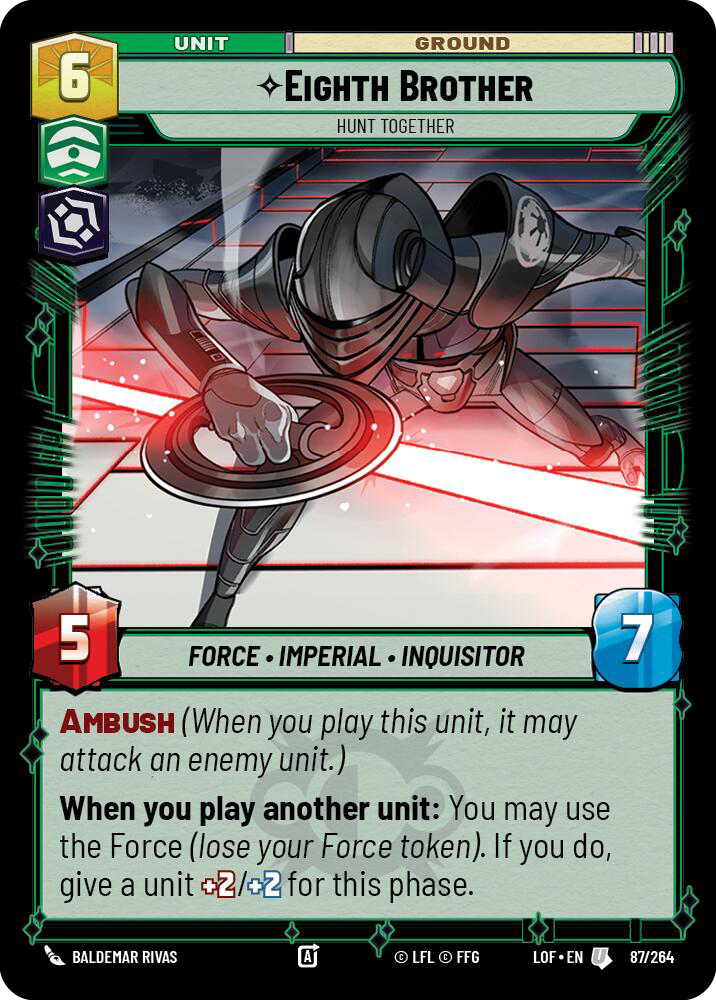 UNIT
GROUND
6
✧EIGHTH BROTHER
HUNT TOGETHER
5
FORCE • IMPERIAL • INQUISITOR
7
AMBUSH (When you play this unit, it may
attack an enemy unit.)
When you play another unit: You may use
the Force (lose your Force token). If you do,
give a unit +2/+2 for this phase.
BALDEMAR RIVAS
A
© LFL © FFG
LOF • EN
U
87/264